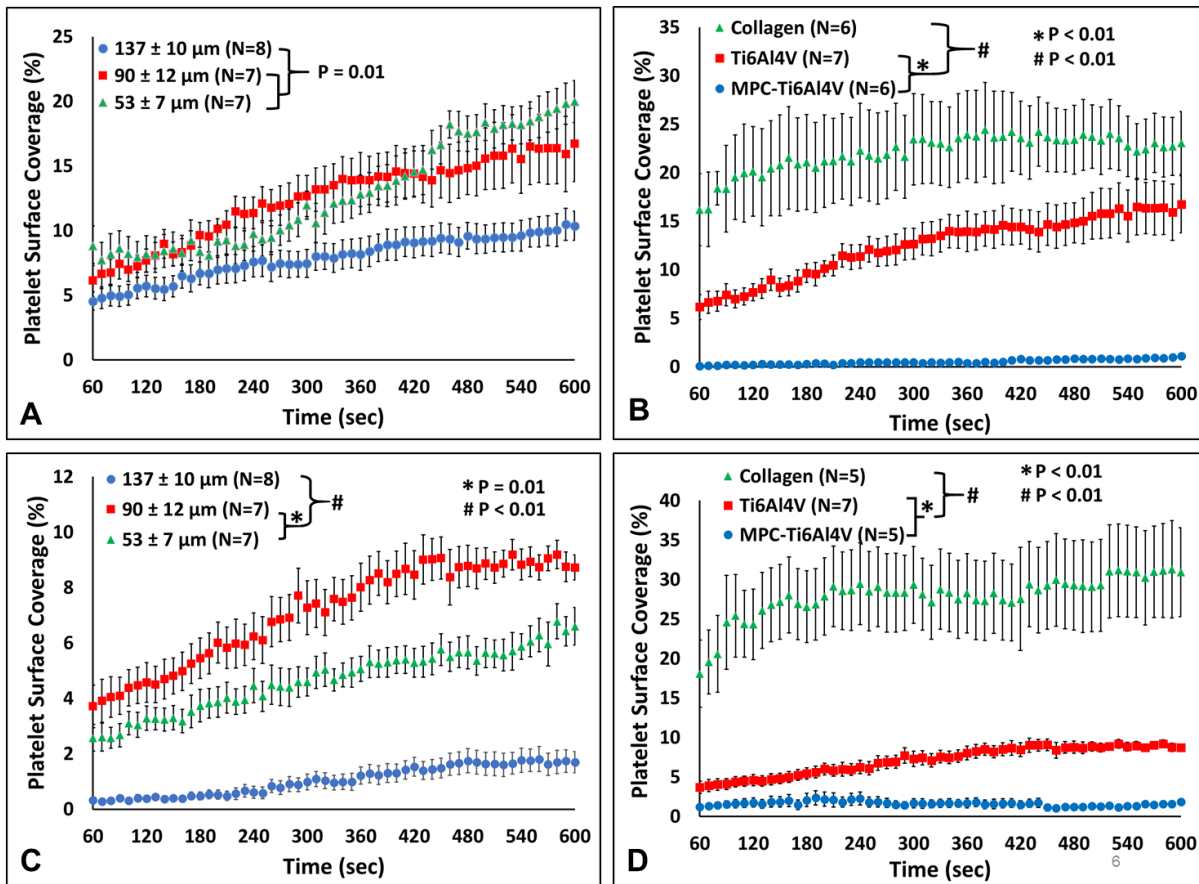 Platelet Surface Coverage (%)
25
20
15
10
5
0
137 ± 10 µm (N=8)
90 ± 12 µm (N=7)
53 ± 7 µm (N=7)
P = 0.01
60 120 180 240 300 360 420 480 540 600
Time (sec)
A
Platelet Surface Coverage (%)
35
30
25
20
15
10
5
0
Collagen (N=6)
Ti6Al4V (N=7)
MPC-Ti6Al4V (N=6)
*
#
* P < 0.01
# P < 0.01
60 120 180 240 300 360 420 480 540 600
Time (sec)
B
Platelet Surface Coverage (%)
12
10
8
6
4
2
0
137 ± 10 µm (N=8)
90 ± 12 µm (N=7)
53 ± 7 µm (N=7)
*
#
* P = 0.01
# P < 0.01
60 120 180 240 300 360 420 480 540 600
Time (sec)
C
Platelet Surface Coverage (%)
40
35
30
25
20
15
10
5
0
Collagen (N=5)
Ti6Al4V (N=7)
MPC-Ti6Al4V (N=5)
*
#
* P < 0.01
# P < 0.01
60 120 180 240 300 360 420 480 540 600
Time (sec)
6
D